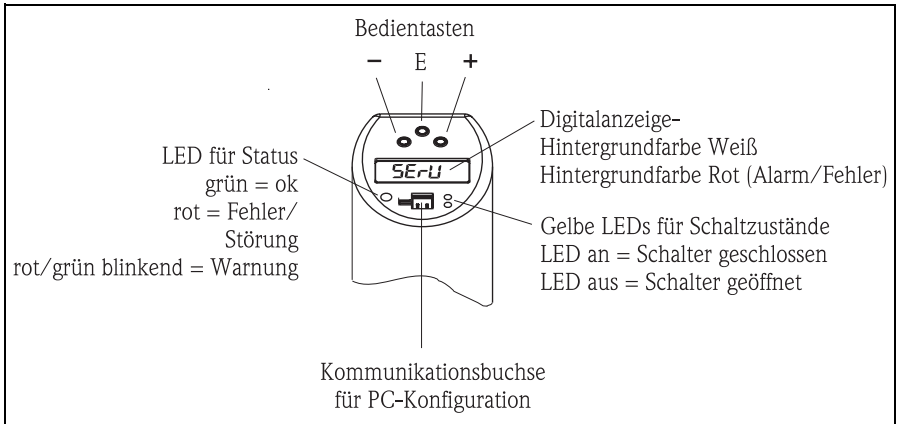 Bedientasten
− E +
SErU
Digitalanzeige-
Hintergrundfarbe Weiß
Hintergrundfarbe Rot (Alarm/Fehler)
LED für Status
grün = ok
rot = Fehler/
Störung
rot/grün blinkend = Warnung
Gelbe LEDs für Schaltzustände
LED an = Schalter geschlossen
LED aus = Schalter geöffnet
Kommunikationsbuchse
für PC-Konfiguration